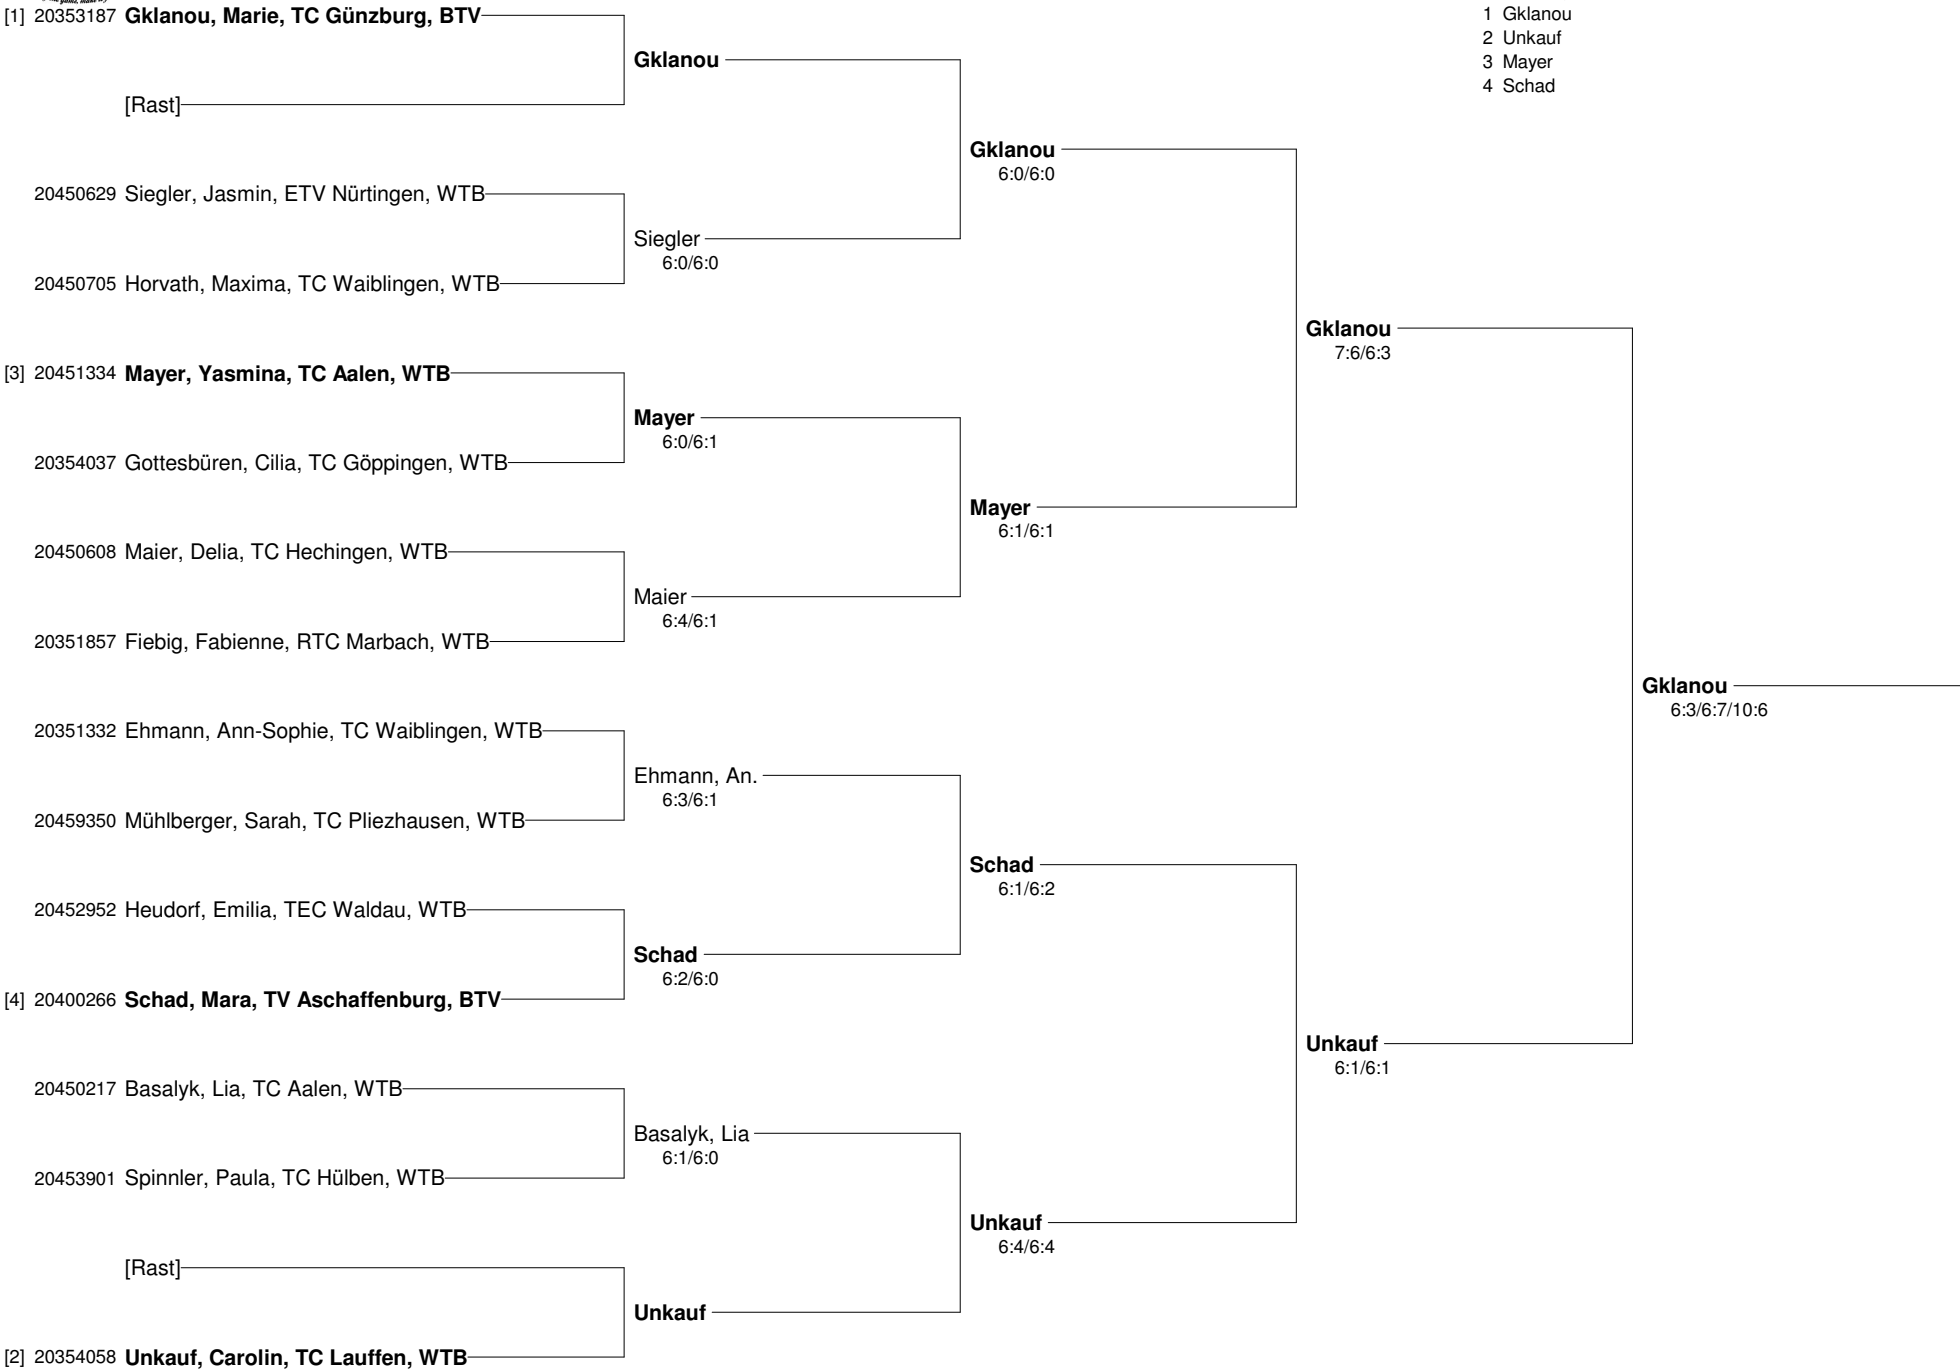 [1] 20353187 Gklanou, Marie, TC Günzburg, BTV
1 Gklanou
2 Unkauf
3 Mayer
4 Schad
Gklanou
[Rast]
Gklanou
6:0/6:0
20450629 Siegler, Jasmin, ETV Nürtingen, WTB
Siegler
6:0/6:0
20450705 Horvath, Maxima, TC Waiblingen, WTB
Gklanou
7:6/6:3
[3] 20451334 Mayer, Yasmina, TC Aalen, WTB
Mayer
6:0/6:1
20354037 Gottesbüren, Cilia, TC Göppingen, WTB
Mayer
6:1/6:1
20450608 Maier, Delia, TC Hechingen, WTB
Maier
6:4/6:1
20351857 Fiebig, Fabienne, RTC Marbach, WTB
Gklanou
6:3/6:7/10:6
20351332 Ehmann, Ann-Sophie, TC Waiblingen, WTB
Ehmann, An.
6:3/6:1
20459350 Mühlberger, Sarah, TC Pliezhausen, WTB
Schad
6:1/6:2
20452952 Heudorf, Emilia, TEC Waldau, WTB
Schad
6:2/6:0
[4] 20400266 Schad, Mara, TV Aschaffenburg, BTV
Unkauf
6:1/6:1
20450217 Basalyk, Lia, TC Aalen, WTB
Basalyk, Lia
6:1/6:0
20453901 Spinnler, Paula, TC Hülben, WTB
Unkauf
6:4/6:4
[Rast]
Unkauf
[2] 20354058 Unkauf, Carolin, TC Lauffen, WTB